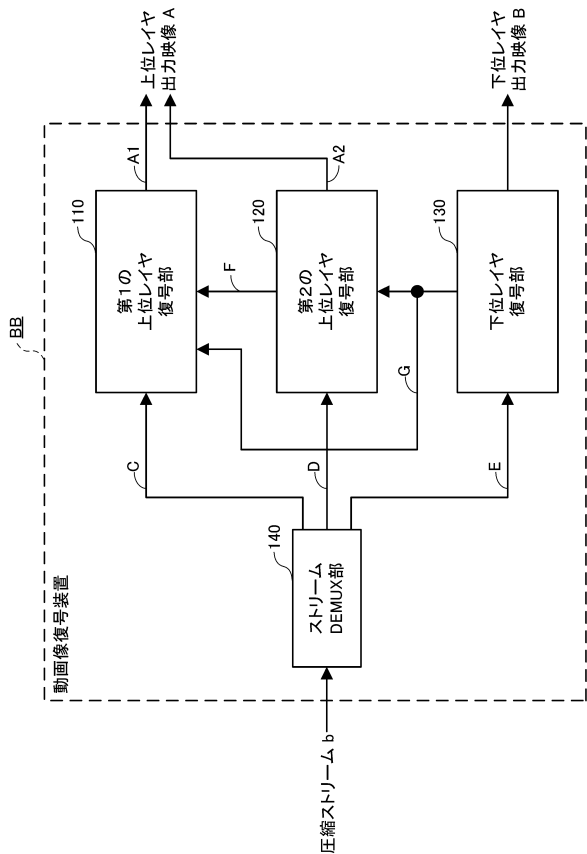 BB
動画像復号装置
圧縮ストリーム b
140
ストリーム
DEMUX部
C
D
E
110
第1の
上位レイヤ
復号部
F
120
第2の
上位レイヤ
復号部
G
130
下位レイヤ
復号部
A1
A2
上位レイヤ
出力映像 A
下位レイヤ
出力映像 B